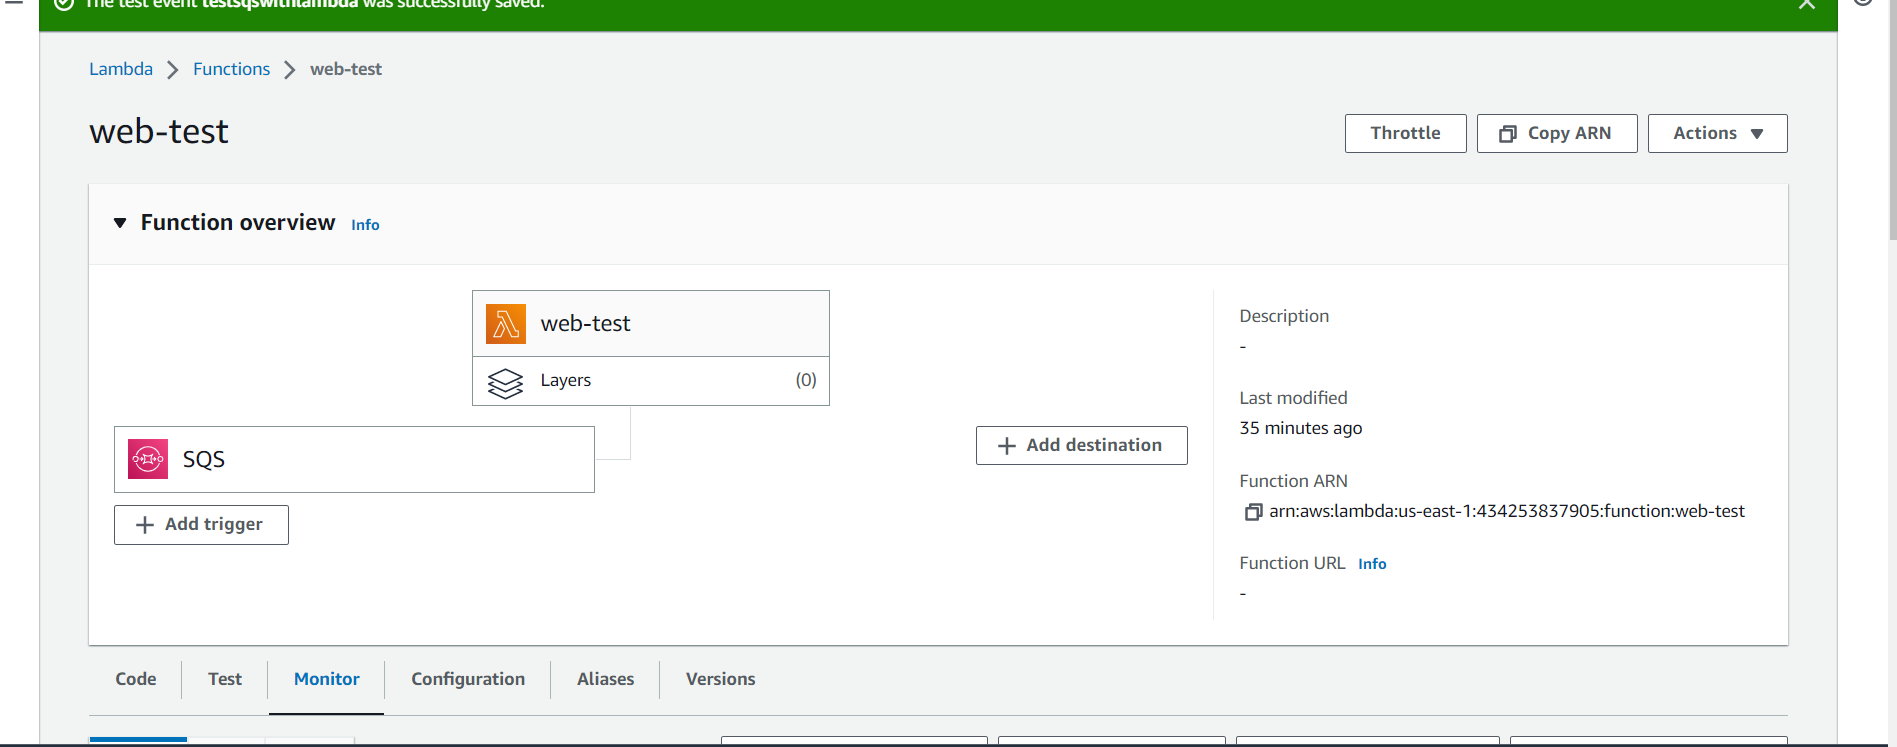 The test event testsqswithlambda was successfully saved.
Lambda Functions web-test
web-test
Throttle Copy ARN Actions
Function overview Info
web-test
Layers (0)
SQS
Add trigger
Add destination
Description
-
Last modified
35 minutes ago
Function ARN
arn:aws:lambda:us-east-1:434253837905:function:web-test
Function URL Info
-
Code Test Monitor Configuration Aliases Versions